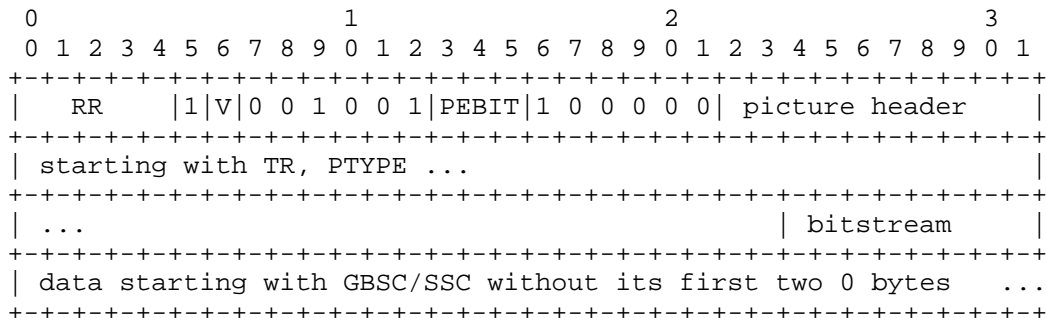 0                   1                   2                   3
 0 1 2 3 4 5 6 7 8 9 0 1 2 3 4 5 6 7 8 9 0 1 2 3 4 5 6 7 8 9 0 1
+-+-+-+-+-+-+-+-+-+-+-+-+-+-+-+-+-+-+-+-+-+-+-+-+-+-+-+-+-+-+-+-+
|   RR    |1|V|0 0 1 0 0 1|PEBIT|1 0 0 0 0 0| picture header    |
+-+-+-+-+-+-+-+-+-+-+-+-+-+-+-+-+-+-+-+-+-+-+-+-+-+-+-+-+-+-+-+-+
| starting with TR, PTYPE ...                                   |
+-+-+-+-+-+-+-+-+-+-+-+-+-+-+-+-+-+-+-+-+-+-+-+-+-+-+-+-+-+-+-+-+
| ...                                           | bitstream     |
+-+-+-+-+-+-+-+-+-+-+-+-+-+-+-+-+-+-+-+-+-+-+-+-+-+-+-+-+-+-+-+-+
| data starting with GBSC/SSC without its first two 0 bytes   ...
+-+-+-+-+-+-+-+-+-+-+-+-+-+-+-+-+-+-+-+-+-+-+-+-+-+-+-+-+-+-+-+-+